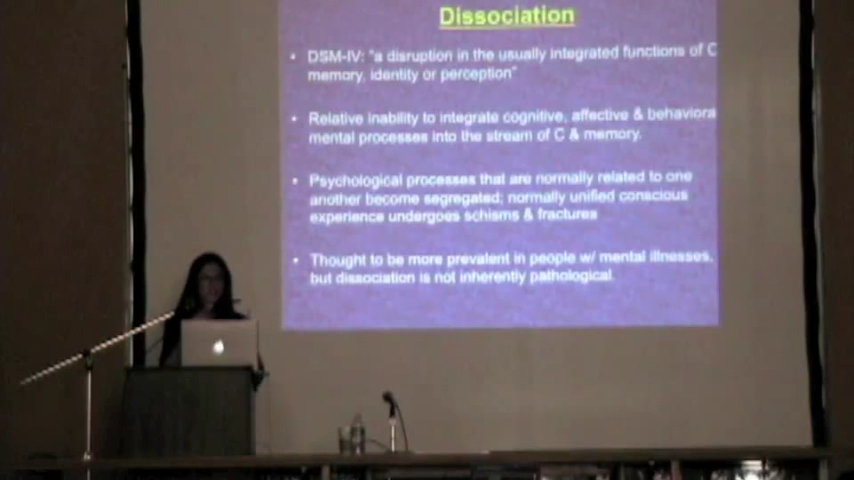 Dissociation
• DSM-IV: "a disruption in the usually integrated functions of C
memory, identity or perception"
• Relative inability to integrate cognitive, affective & behaviora
mental processes into the stream of C & memory.
• Psychological processes that are normally related to one
another become segregated; normally unified conscious
experience undergoes schisms & fractures
• Thought to be more prevalent in people w/ mental illnesses,
but dissociation is not inherently pathological.